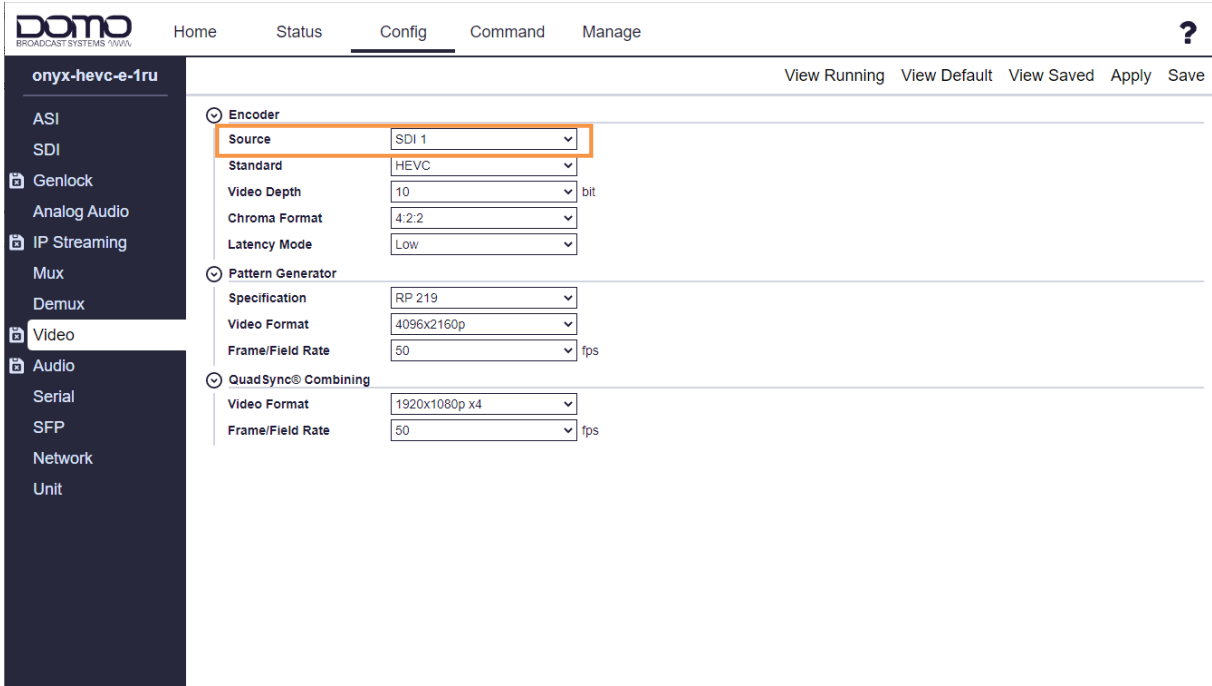 DOMO
BROADCAST SYSTEMS
Home Status Config Command Manage ?
onyx-hevc-e-1ru
View Running View Default View Saved Apply Save
ASI
SDI
Genlock
Analog Audio
IP Streaming
Mux
Demux
Video
Audio
Serial
SFP
Network
Unit
Encoder
Source SDI 1
Standard HEVC
Video Depth 10 bit
Chroma Format 4:2:2
Latency Mode Low
Pattern Generator
Specification RP 219
Video Format 4096x2160p
Frame/Field Rate 50 fps
QuadSync® Combining
Video Format 1920x1080p x4
Frame/Field Rate 50 fps